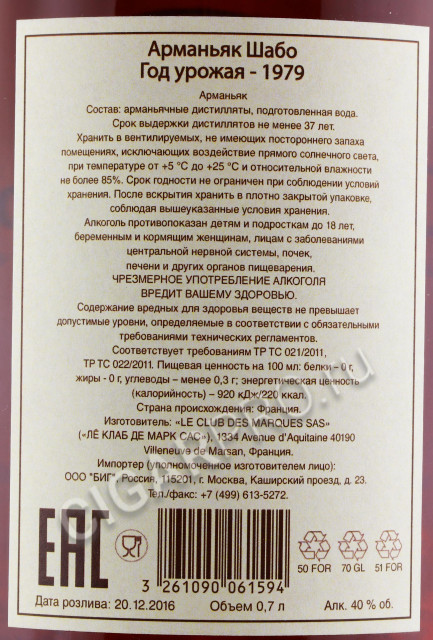 Арманьяк Шабо
Год урожая - 1979
Арманьяк
Состав: арманьячные дистилляты, подготовленная вода.
Срок выдержки дистиллятов не менее 37 лет.
Хранить в вентилируемых, не имеющих постороннего запаха
помещениях, исключающих воздействие прямого солнечного света,
при температуре от +5 °С до +25 °С и относительной влажности
не более 85%. Срок годности не ограничен при соблюдении условий
хранения. После вскрытия хранить в плотно закрытой упаковке,
соблюдая вышеуказанные условия хранения.
Алкоголь противопоказан детям и подросткам до 18 лет,
беременным и кормящим женщинам, лицам с заболеваниями
центральной нервной системы, почек,
печени и других органов пищеварения.
ЧРЕЗМЕРНОЕ УПОТРЕБЛЕНИЕ АЛКОГОЛЯ
ВРЕДИТ ВАШЕМУ ЗДОРОВЬЮ.
Содержание вредных для здоровья веществ не превышает
допустимые уровни, определяемые в соответствии с обязательными
требованиями технических регламентов.
Соответствует требованиям ТР ТС 021/2011,
ТР ТС 022/2011. Пищевая ценность на 100 мл: белки – 0 г,
жиры - 0 г, углеводы – менее 0,3 г; энергетическая ценность
(калорийность) – 920 кДж/220 ккал.
Страна происхождения: Франция.
Изготовитель: «LE CLUB DES MARQUES SAS»
(«ЛЁ КЛАБ ДЕ МАРК САС»), 1334 Avenue d'Aquitaine 40190
Villeneuve de Marsan, Франция.
Импортер (уполномоченное изготовителем лицо):
ООО "БИГ", Россия, 115201, г. Москва, Каширский проезд, д. 23.
Тел./факс: +7 (499) 613-5272.
EAC
50 FOR 70 GL 51 FOR
3 261090 061594
Дата розлива: 20.12.2016 Объем 0,7 л Алк. 40 % об.
CIGARPRO.ru